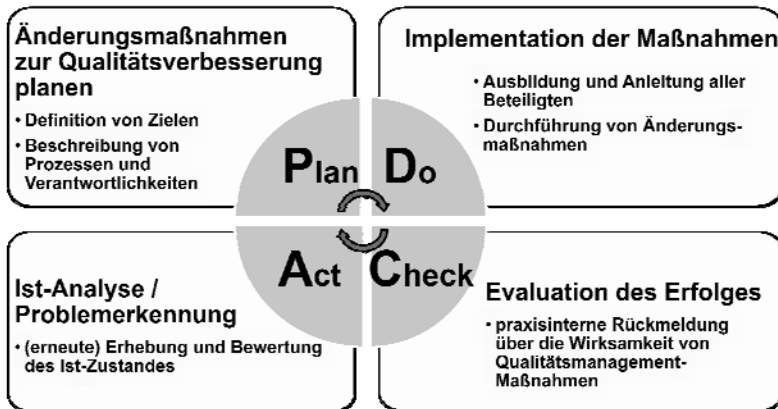 Änderungsmaßnahmen
zur Qualitätsverbesserung
planen
• Definition von Zielen
• Beschreibung von
Prozessen und
Verantwortlichkeiten
Implementation der Maßnahmen
• Ausbildung und Anleitung aller
Beteiligten
• Durchführung von Änderungs-
maßnahmen
Plan Do
Act Check
Ist-Analyse /
Problemerkennung
• (erneute) Erhebung und Bewertung
des Ist-Zustandes
Evaluation des Erfolges
• praxisinterne Rückmeldung
über die Wirksamkeit von
Qualitätsmanagement-
Maßnahmen